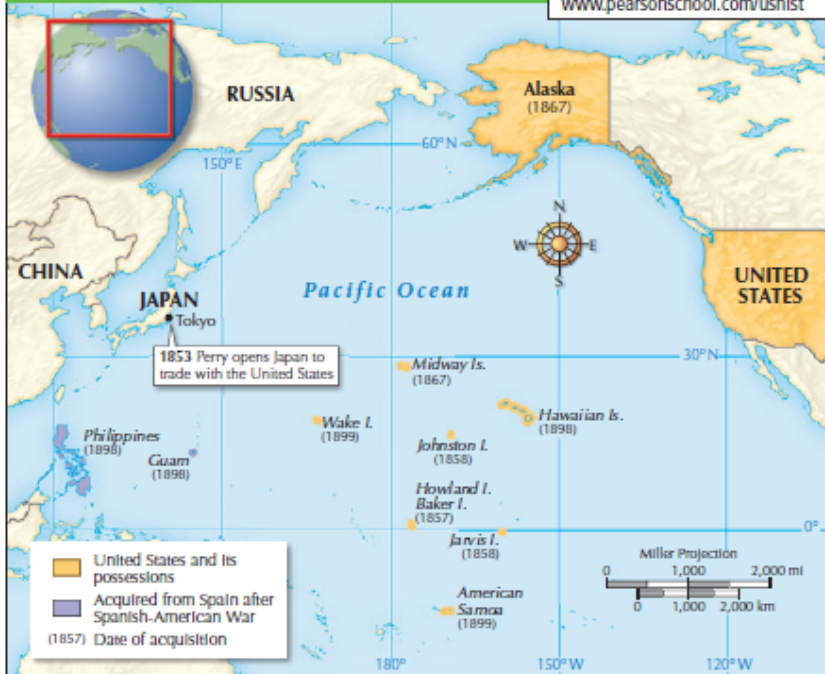 www.pearsonschool.com/ushist
RUSSIA
Alaska
(1867)
60°N
150°E
N
W
E
S
CHINA
JAPAN
Tokyo
Pacific Ocean
UNITED
STATES
1853 Perry opens Japan to
trade with the United States
30°N
Midway Is.
(1867)
Wake I.
(1899)
Hawaiian Is.
(1898)
Johnston I.
(1858)
Philippines
(1898)
Guam
(1898)
Howland I.
Baker I.
(1857)
Jarvis I.
(1858)
0°
American
Samoa
(1899)
United States and its
possessions
Acquired from Spain after
Spanish-American War
(1857) Date of acquisition
Miller Projection
0 1,000 2,000 mi
0 1,000 2,000 km
180°
150°W
120°W